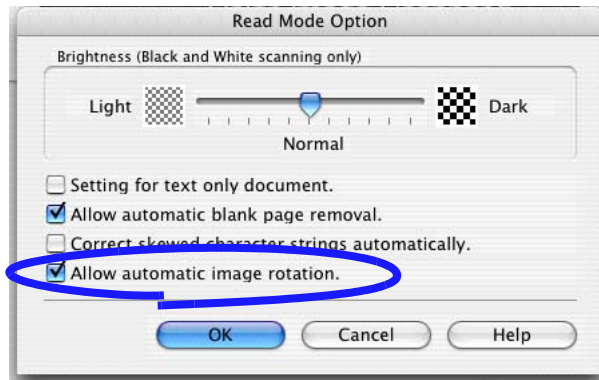 Read Mode Option
Brightness (Black and White scanning only)
Light Dark
Normal
Setting for text only document.
Allow automatic blank page removal.
Correct skewed character strings automatically.
Allow automatic image rotation.
OK Cancel Help